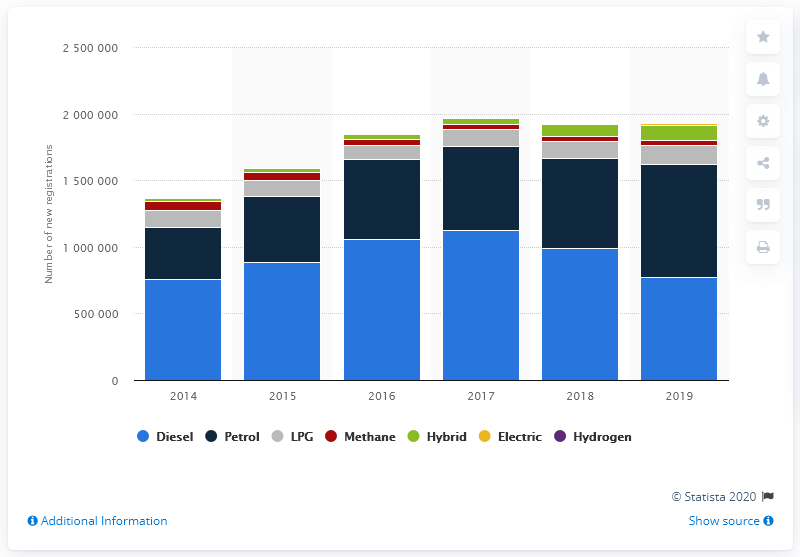 2 500 000
2 000 000
1 500 000
1 000 000
500 000
0
Number of new registrations
2014 2015 2016 2017 2018 2019
Diesel Petrol LPG Methane Hybrid Electric Hydrogen
© Statista 2020
Additional Information Show source